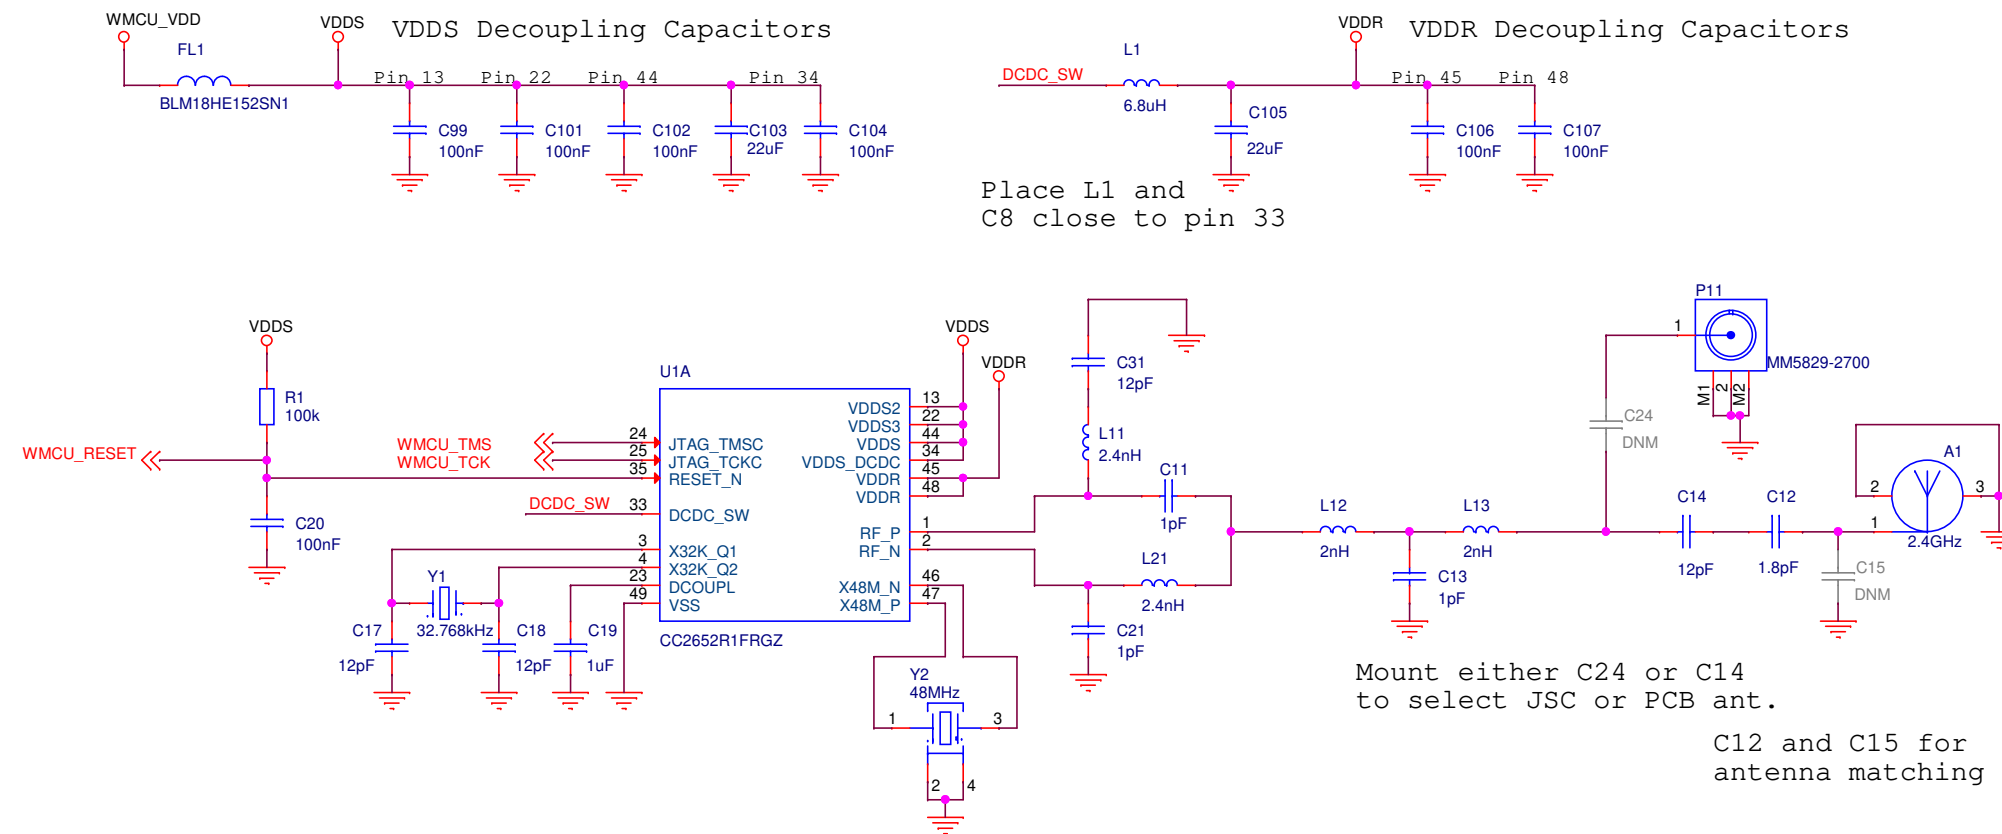 WMCU_VDD
VDDS
VDDS Decoupling Capacitors
FL1
BLM18HE152SN1
Pin 13
Pin 22
Pin 44
Pin 34
C99
100nF
C101
100nF
C102
100nF
C103
22uF
C104
100nF
VDDR
VDDR Decoupling Capacitors
DCDC_SW
L1
6.8uH
Pin 45
Pin 48
C105
22uF
C106
100nF
C107
100nF
Place L1 and
C8 close to pin 33
VDDS
R1
100k
WMCU_RESET
C20
100nF
WMCU_TMS
WMCU_TCK
DCDC_SW
U1A
24
25
35
33
3
4
23
49
JTAG_TMSC
JTAG_TCKC
RESET_N
DCDC_SW
X32K_Q1
X32K_Q2
DCOUPL
VSS
VDDS2
VDDS3
VDDS
VDDS_DCDC
VDDR
VDDR
RF_P
RF_N
X48M_N
X48M_P
13
22
44
34
45
48
1
2
46
47
CC2652R1FRGZ
VDDS
VDDR
Y1
32.768kHz
C17
12pF
C18
12pF
C19
1uF
Y2
48MHz
1
3
2
4
C31
12pF
L11
2.4nH
C11
1pF
L21
2.4nH
C21
1pF
L12
2nH
L13
2nH
C13
1pF
P11
1
MM5829-2700
M1
2
M2
C24
DNM
C14
12pF
C12
1.8pF
C15
DNM
A1
2
3
1
2.4GHz
Mount either C24 or C14
to select JSC or PCB ant.
C12 and C15 for
antenna matching